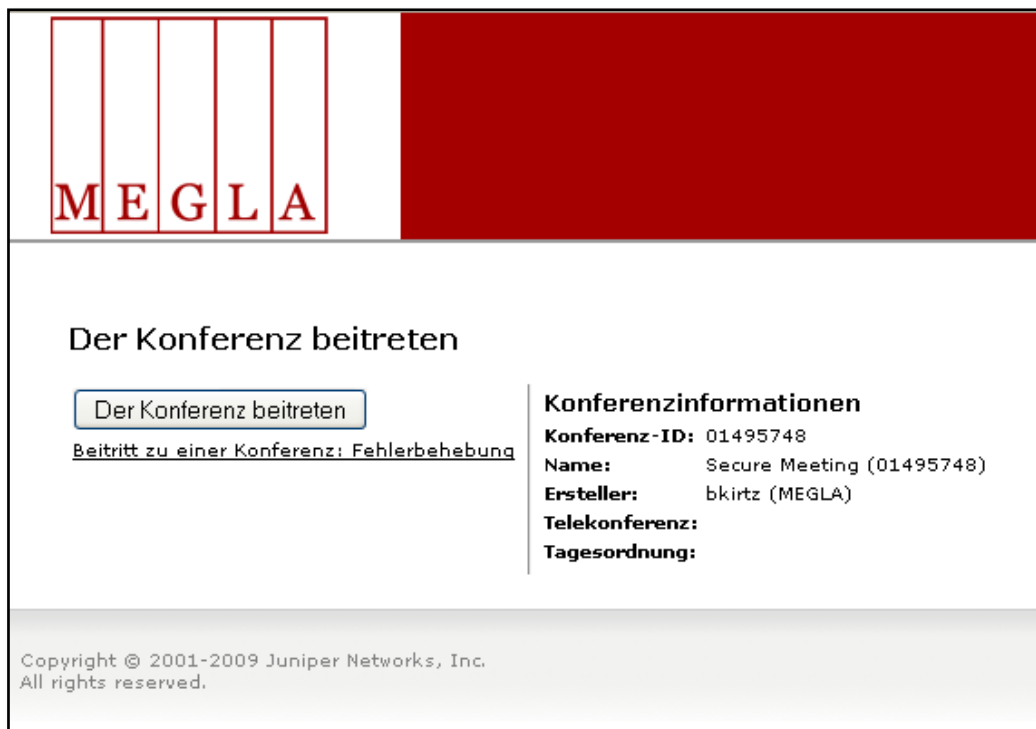 MEGLA
Der Konferenz beitreten
Der Konferenz beitreten
Beitritt zu einer Konferenz: Fehlerbehebung
Konferenzinformationen
Konferenz-ID: 01495748
Name: Secure Meeting (01495748)
Ersteller: bkirtz (MEGLA)
Telekonferenz:
Tagesordnung:
Copyright © 2001-2009 Juniper Networks, Inc.
All rights reserved.